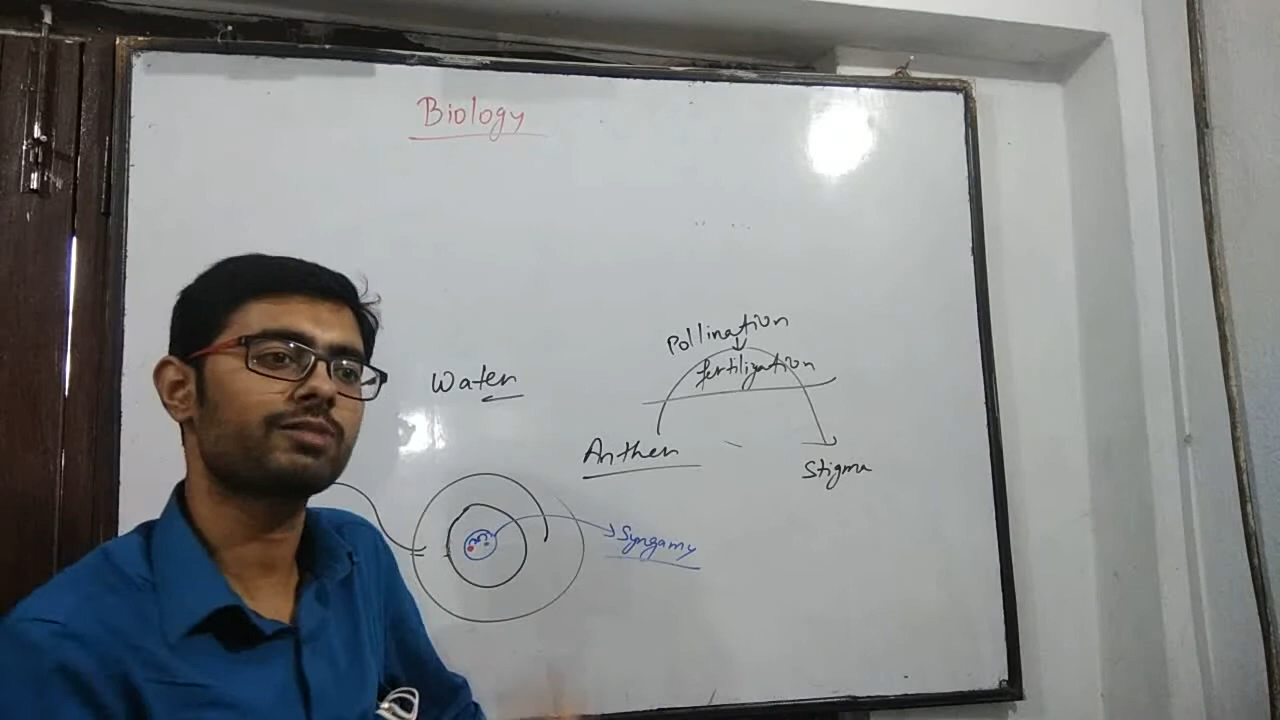 Biology
Pollination
fertilization
Water
Anther
Stigma
Syngamy